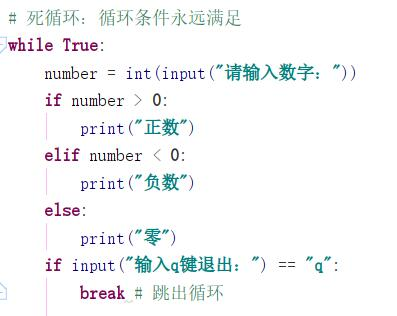 # 死循环：循环条件永远满足
while True:
    number = int(input("请输入数字："))
    if number > 0:
        print("正数")
    elif number < 0:
        print("负数")
    else:
        print("零")
    if input("输入q键退出：") == "q":
        break # 跳出循环